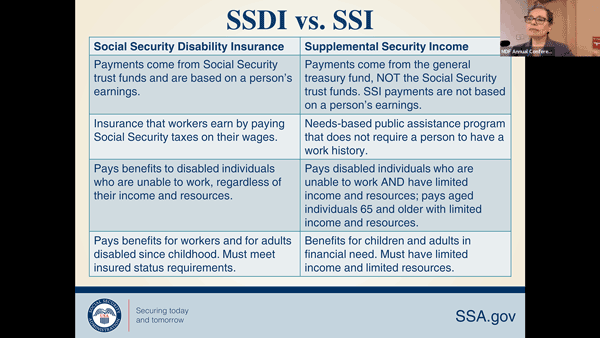 SSDI vs. SSI
Social Security Disability Insurance
Supplemental Security Income
Payments come from Social Security
trust funds and are based on a person's
earnings.
Payments come from the general
treasury fund, NOT the Social Security
trust funds. SSI payments are not based
on a person's earnings.
Insurance that workers earn by paying
Social Security taxes on their wages.
Needs-based public assistance program
that does not require a person to have a
work history.
Pays benefits to disabled individuals
who are unable to work, regardless of
their income and resources.
Pays disabled individuals who are
unable to work AND have limited
income and resources; pays aged
individuals 65 and older with limited
income and resources.
Pays benefits for workers and for adults
disabled since childhood. Must meet
insured status requirements.
Benefits for children and adults in
financial need. Must have limited
income and limited resources.
Securing today
and tomorrow
SSA.gov
Annual Confere...